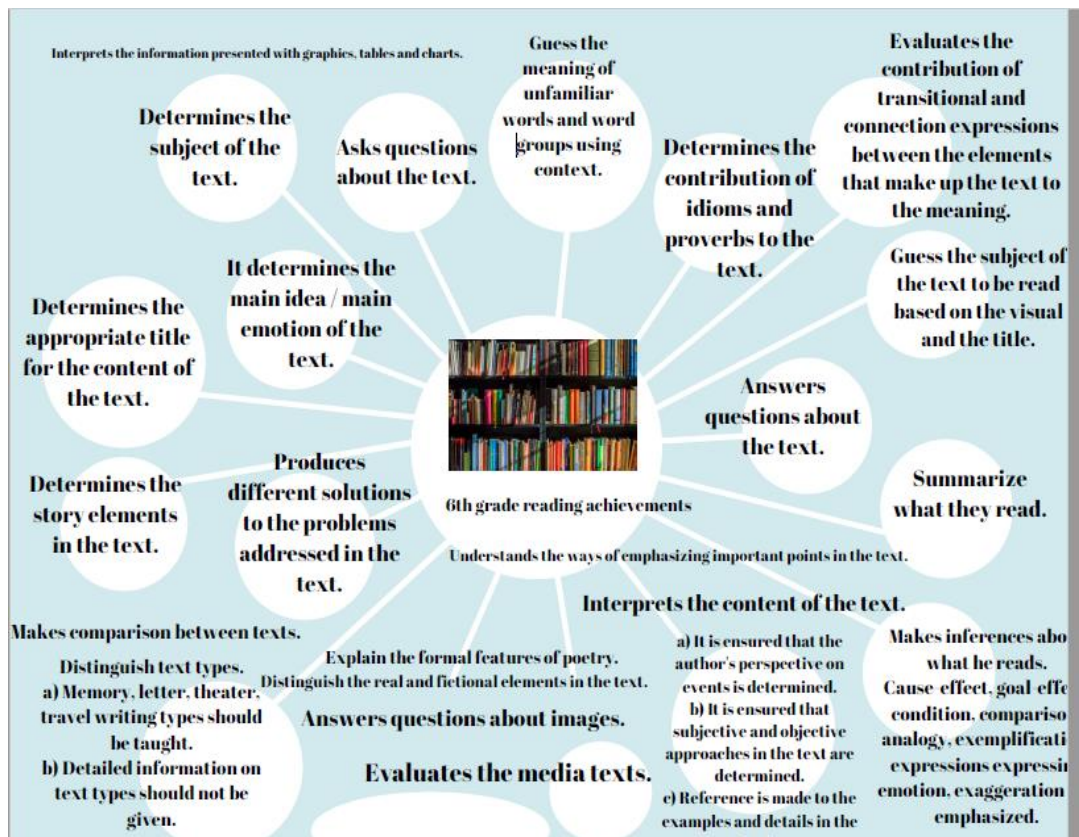 Interprets the information presented with graphics, tables and charts.
Guess the
meaning of
unfamiliar
words and word
groups using
context.
Evaluates the
contribution of
transitional and
connection expressions
between the elements
that make up the text to
the meaning.
Determines the
subject of the
text.
Asks questions
about the text.
Determines the
contribution of
idioms and
proverbs to the
text.
Guess the subject of
the text to be read
based on the visual
and the title.
It determines the
main idea / main
emotion of the
text.
Determines the
appropriate title
for the content of
the text.
Answers
questions about
the text.
Determines the
story elements
in the text.
Produces
different solutions
to the problems
addressed in the
text.
Summarize
what they read.
6th grade reading achievements
Understands the ways of emphasizing important points in the text.
Interprets the content of the text.
Makes comparison between texts.
Distinguish text types.
a) Memory, letter, theater,
travel writing types should
be taught.
b) Detailed information on
text types should not be
given.
Explain the formal features of poetry.
Distinguish the real and fictional elements in the text.
Answers questions about images.
Evaluates the media texts.
a) It is ensured that the
author's perspective on
events is determined.
b) It is ensured that
subjective and objective
approaches in the text are
determined.
c) Reference is made to the
examples and details in the
Makes inferences abo
what he reads.
Cause-effect, goal-effe
condition, compariso
analogy, exemplificati
expressions expressin
emotion, exaggeration
emphasized.